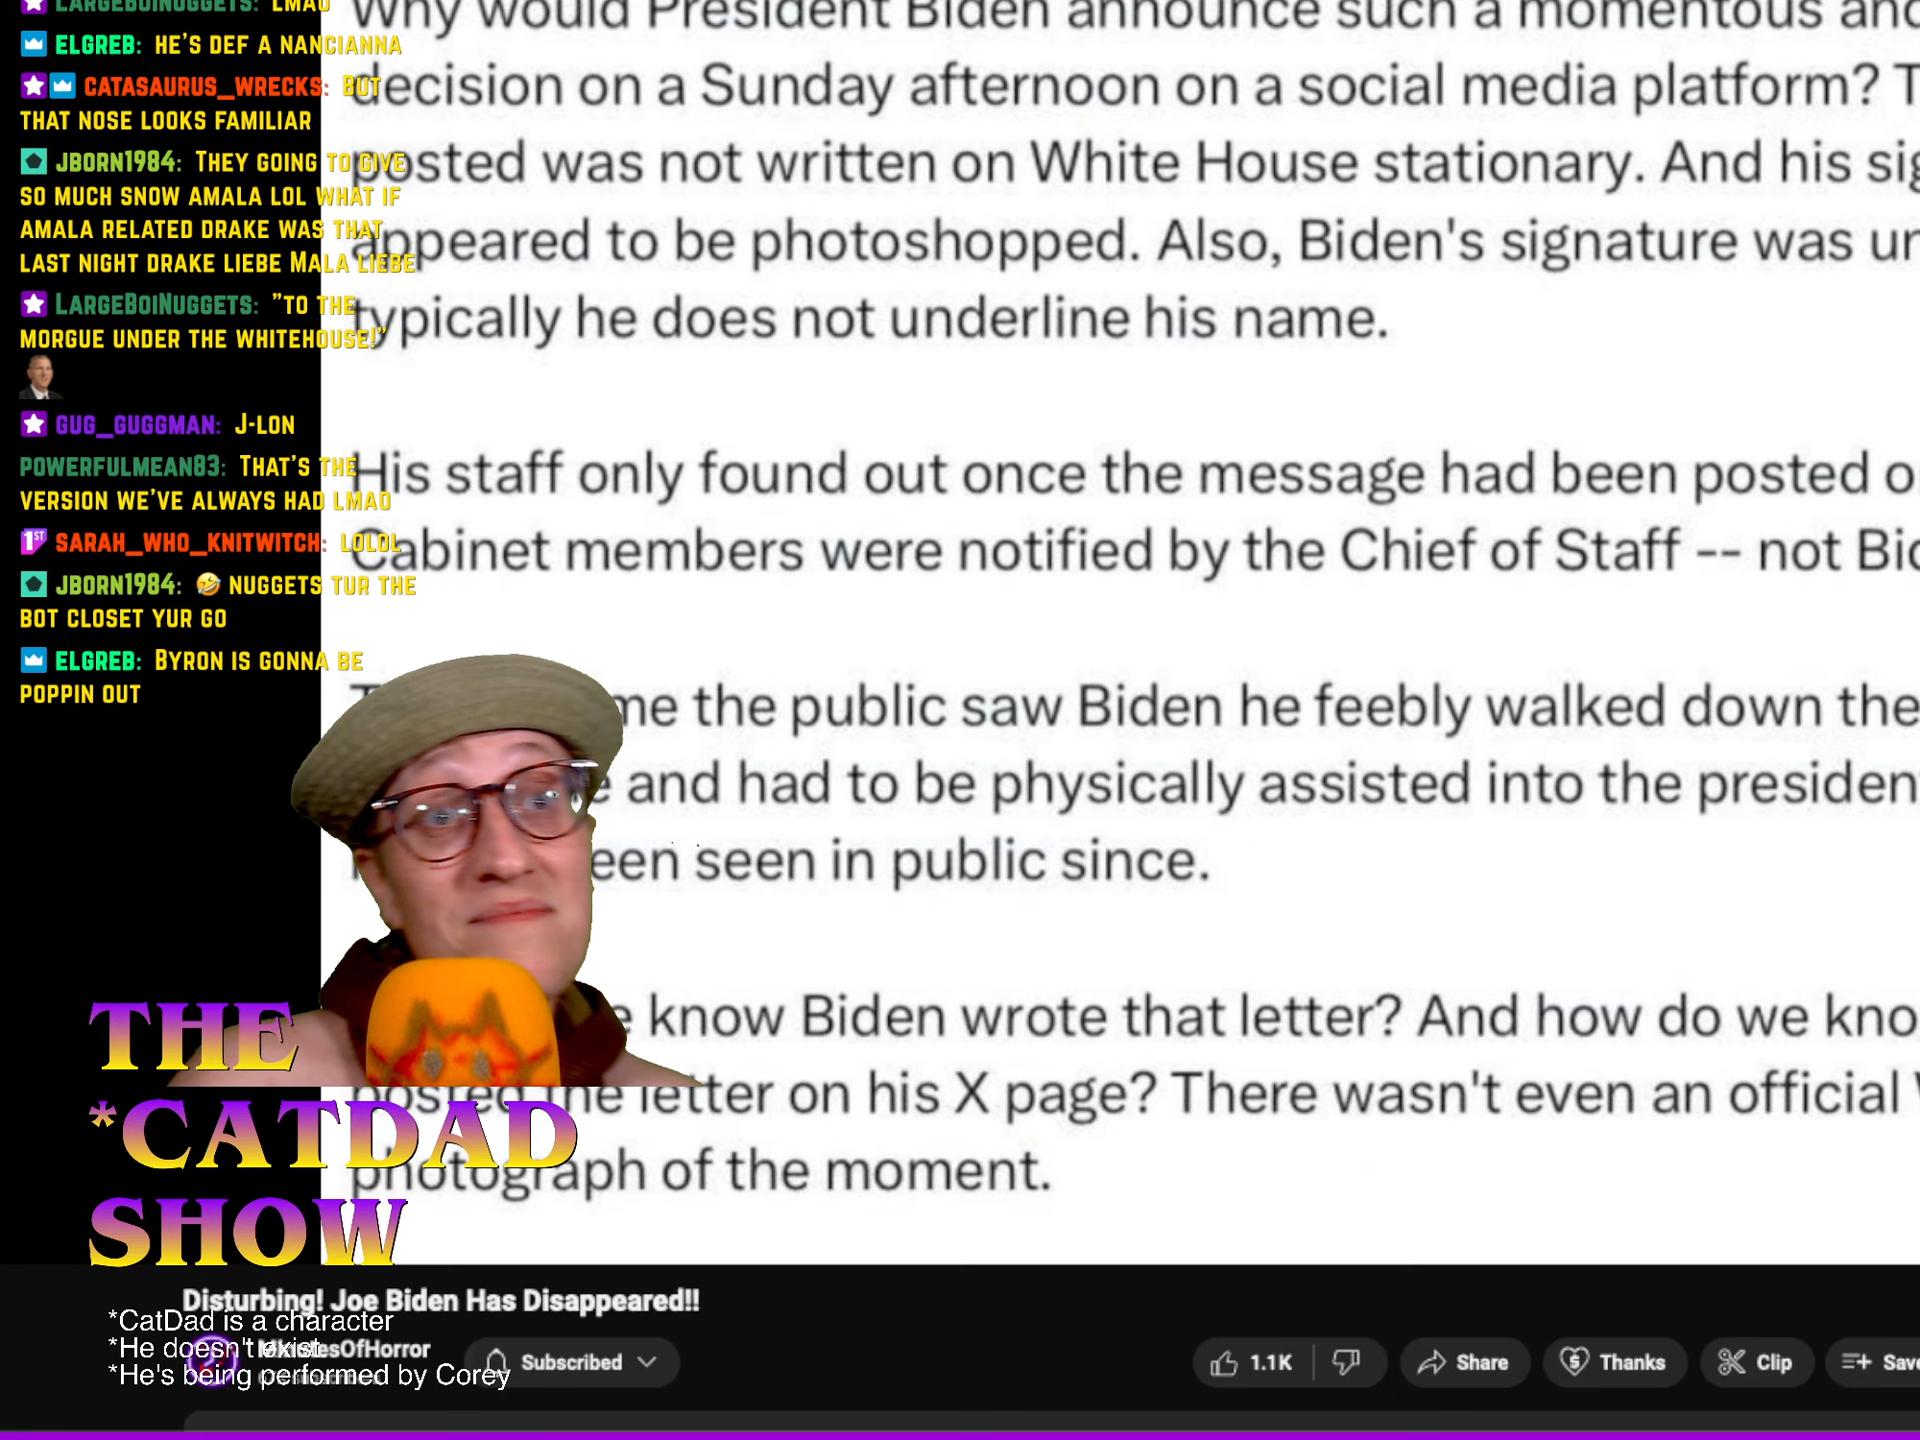 LARGEBOINUGGETS: LMAO
ELGREB: HE'S DEF A NANCIANNA
CATASAURUS_WRECKS: BUT
THAT NOSE LOOKS FAMILIAR
JBORN1984: THEY GOING TO GIVE
SO MUCH SNOW AMALA LOL WHAT IF
AMALA RELATED DRAKE WAS THAT
LAST NIGHT DRAKE LIEBE MALA LIEBE
LARGEBOINUGGETS: "TO THE
MORGUE UNDER THE WHITEHOUSE!"
GUG_GUGGMAN: J-LON
POWERFULMEAN83: THAT'S THE
VERSION WE'VE ALWAYS HAD LMAO
1ST SARAH_WHO_KNITWITCH: LOLOL
JBORN1984: 🤣 NUGGETS TUR THE
BOT CLOSET YUR GO
ELGREB: BYRON IS GONNA BE
POPPIN OUT
Why would President Biden announce such a momentous and
decision on a Sunday afternoon on a social media platform? T
posted was not written on White House stationary. And his sig
appeared to be photoshopped. Also, Biden's signature was un
typically he does not underline his name.
His staff only found out once the message had been posted o
Cabinet members were notified by the Chief of Staff -- not Bid
me the public saw Biden he feebly walked down the
and had to be physically assisted into the presiden
een seen in public since.
e know Biden wrote that letter? And how do we kno
posted the letter on his X page? There wasn't even an official W
photograph of the moment.
THE
*CATDAD
SHOW
Disturbing! Joe Biden Has Disappeared!!
*CatDad is a character
*He doesn't exist
*He's being performed by Corey
esOfHorror
Subscribed
1.1K
Share
Thanks
Clip
Save